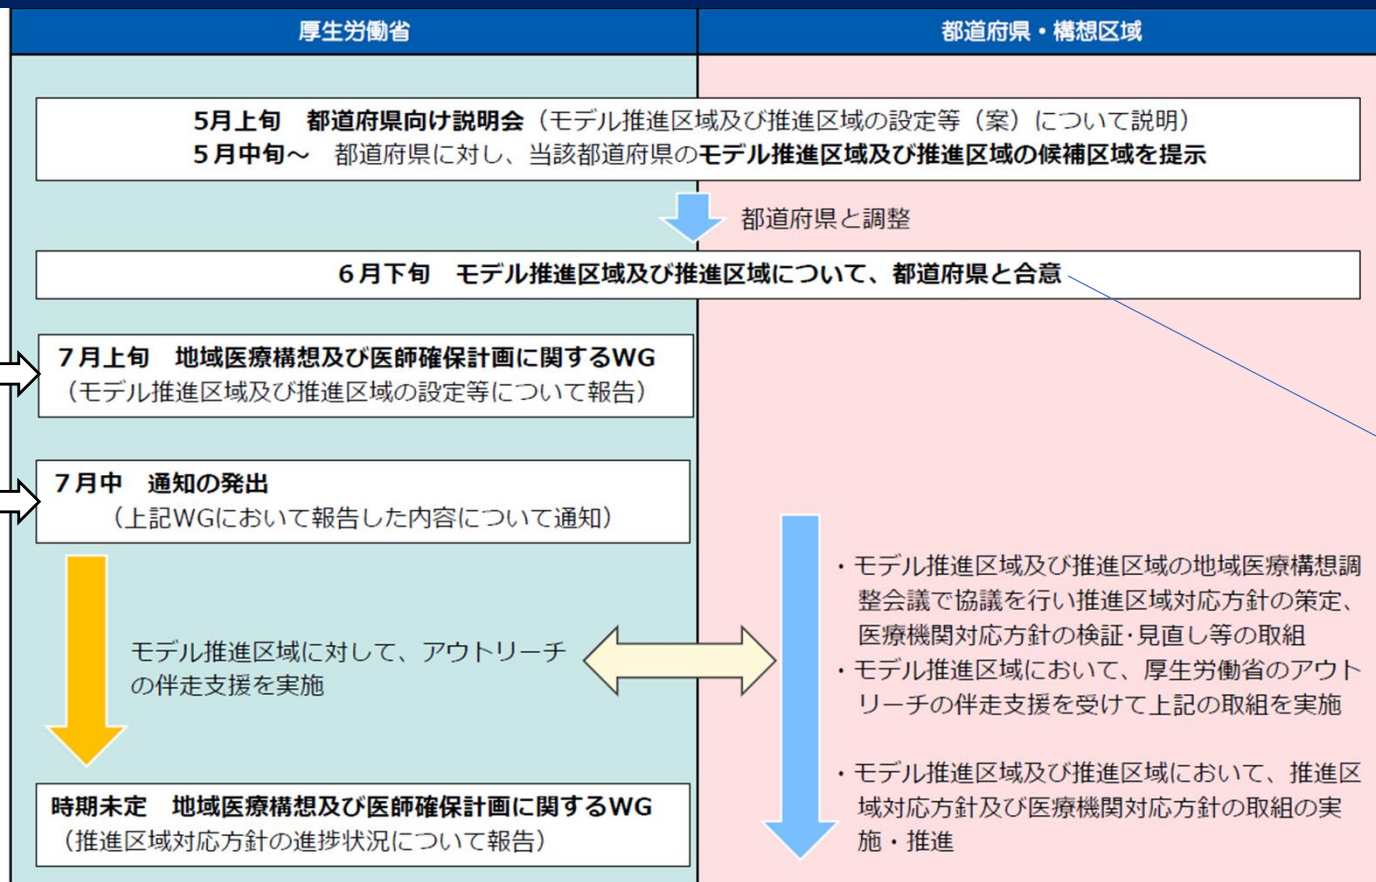 厚生労働省
都道府県・構想区域
5月上旬　都道府県向け説明会（モデル推進区域及び推進区域の設定等（案）について説明）
５月中旬～　都道府県に対し、当該都道府県のモデル推進区域及び推進区域の候補区域を提示
都道府県と調整
６月下旬　モデル推進区域及び推進区域について、都道府県と合意
７月上旬　地域医療構想及び医師確保計画に関するWG
（モデル推進区域及び推進区域の設定等について報告）
７月中　通知の発出
（上記WGにおいて報告した内容について通知）
モデル推進区域に対して、アウトリーチ
の伴走支援を実施
時期未定　地域医療構想及び医師確保計画に関するWG
（推進区域対応方針の進捗状況について報告）
・モデル推進区域及び推進区域の地域医療構想調
整会議で協議を行い推進区域対応方針の策定、
医療機関対応方針の検証･見直し等の取組
・モデル推進区域において、厚生労働省のアウト
リーチの伴走支援を受けて上記の取組を実施
・モデル推進区域及び推進区域において、推進区
域対応方針及び医療機関対応方針の取組の実
施・推進